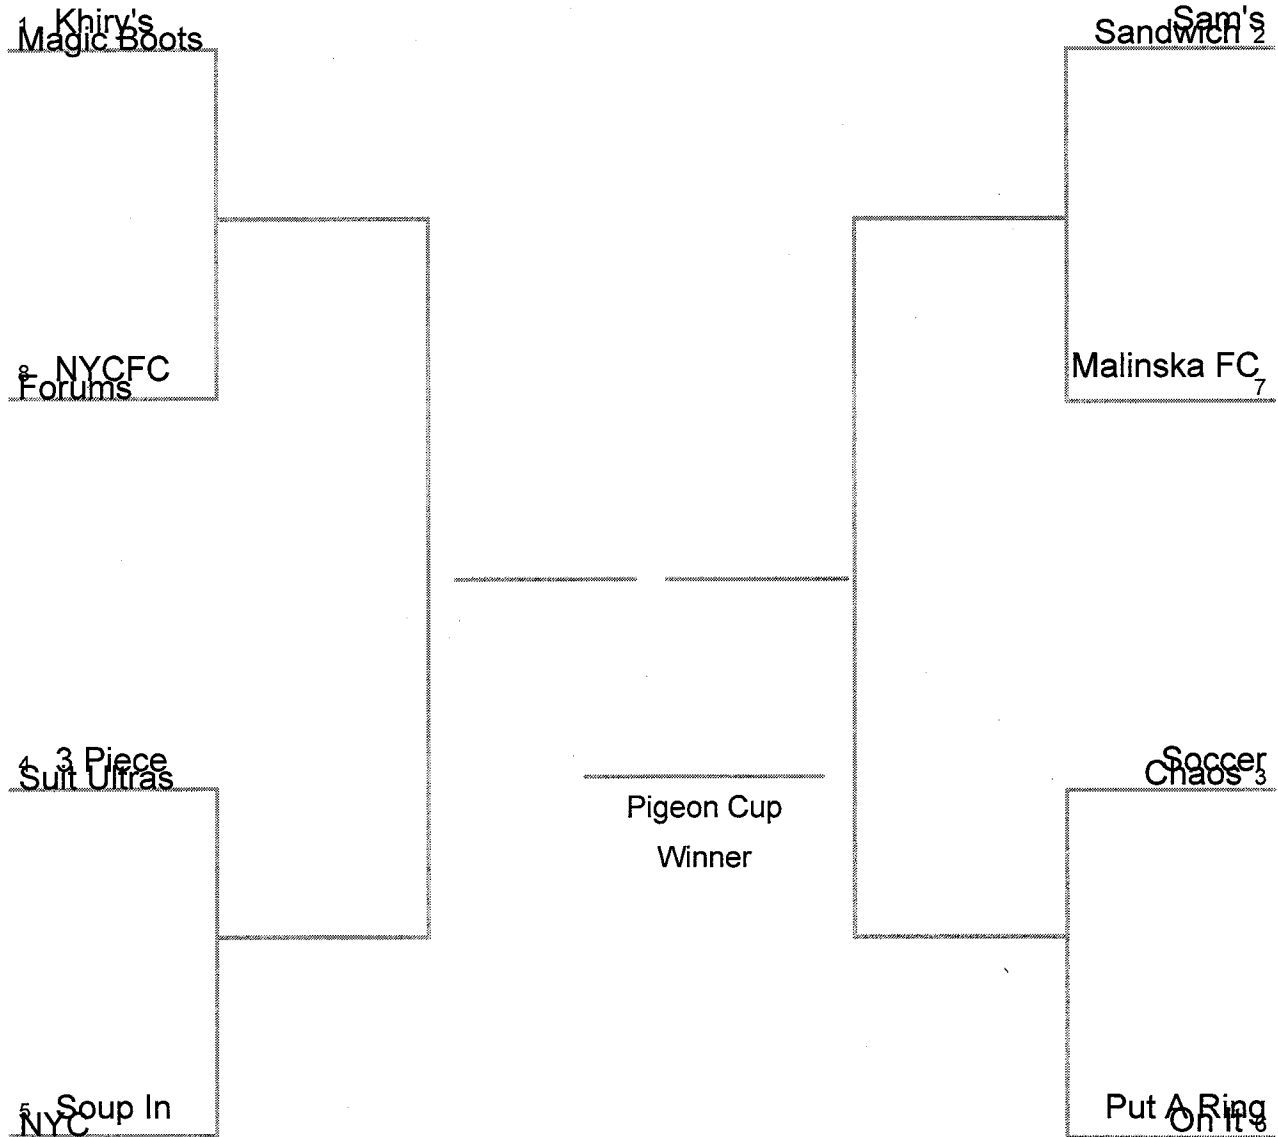 1 Khiry's
Magic Boots
8 NYCFC
Forums
4 3 Piece
Suit Ultras
5 Soup In
NYC
Sam's
Sandwich 2
Malinska FC
7
Soccer
Chaos 3
Put A Ring
On It 6
Pigeon Cup
Winner